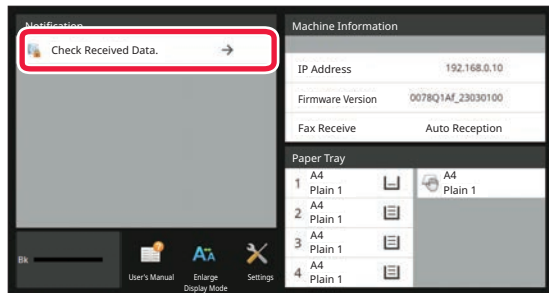 Notification
Check Received Data.
Bk
User's Manual
Enlarge
Display Mode
Settings
Machine Information
IP Address 192.168.0.10
Firmware Version 0078Q1Af_23030100
Fax Receive Auto Reception
Paper Tray
1 A4
Plain 1
A4
Plain 1
2 A4
Plain 1
3 A4
Plain 1
4 A4
Plain 1